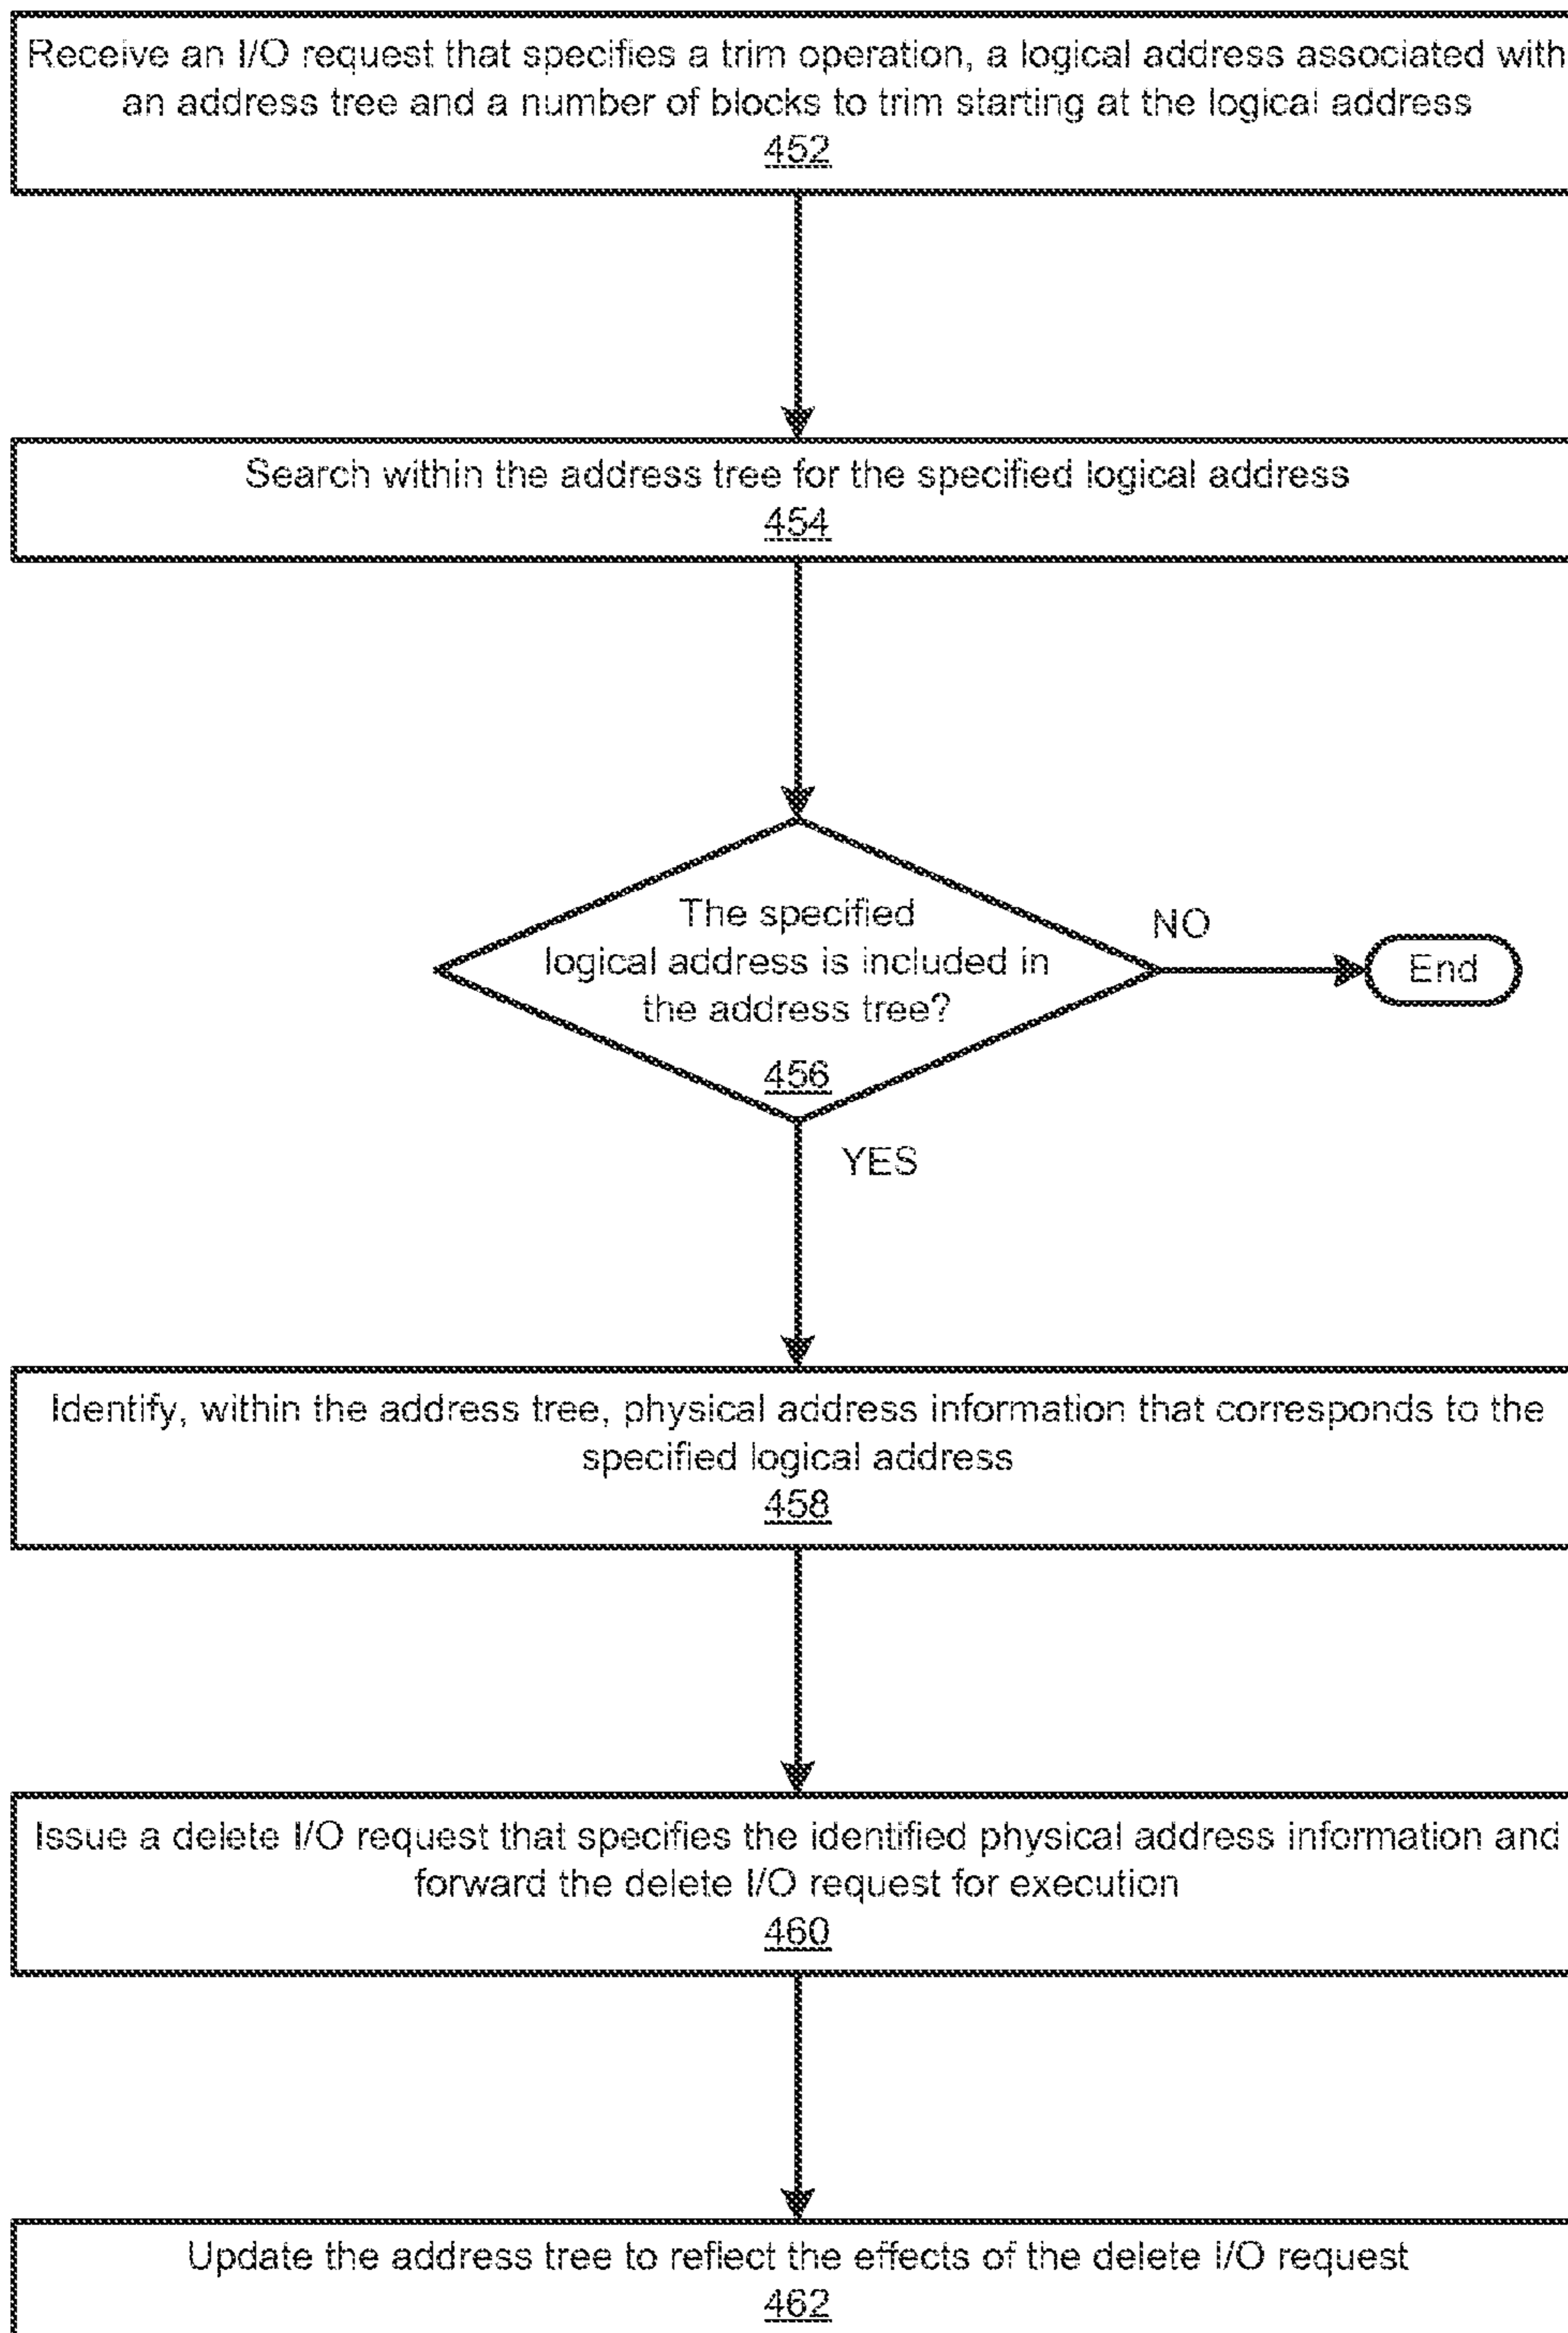 Receive an I/O request that specifies a trim operation, a logical address associated with
an address tree and a number of blocks to trim starting at the logical address
452
Search within the address tree for the specified logical address
454
The specified
logical address is included in
the address tree?
456
NO
End
YES
Identify, within the address tree, physical address information that corresponds to the
specified logical address
458
Issue a delete I/O request that specifies the identified physical address information and
forward the delete I/O request for execution
460
Update the address tree to reflect the effects of the delete I/O request
462